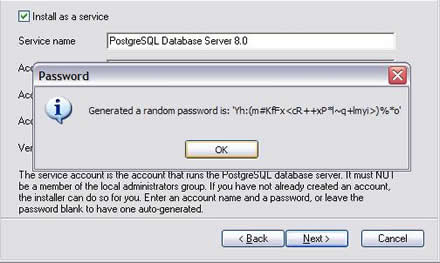 Install as a service
Service name
PostgreSQL Database Server 8.0
Acc
Password
Acc
Generated a random password is: 'Yh:(m#KfFx<cR++xP*l~q+lmyi>)%*o'
Acc
OK
Ver
The service account is the account that runs the PostgreSQL database server. It must NOT
be a member of the local administrators group. If you have not already created an account,
the installer can do so for you. Enter an account name and a password, or leave the
password blank to have one auto-generated.
< Back
Next >
Cancel